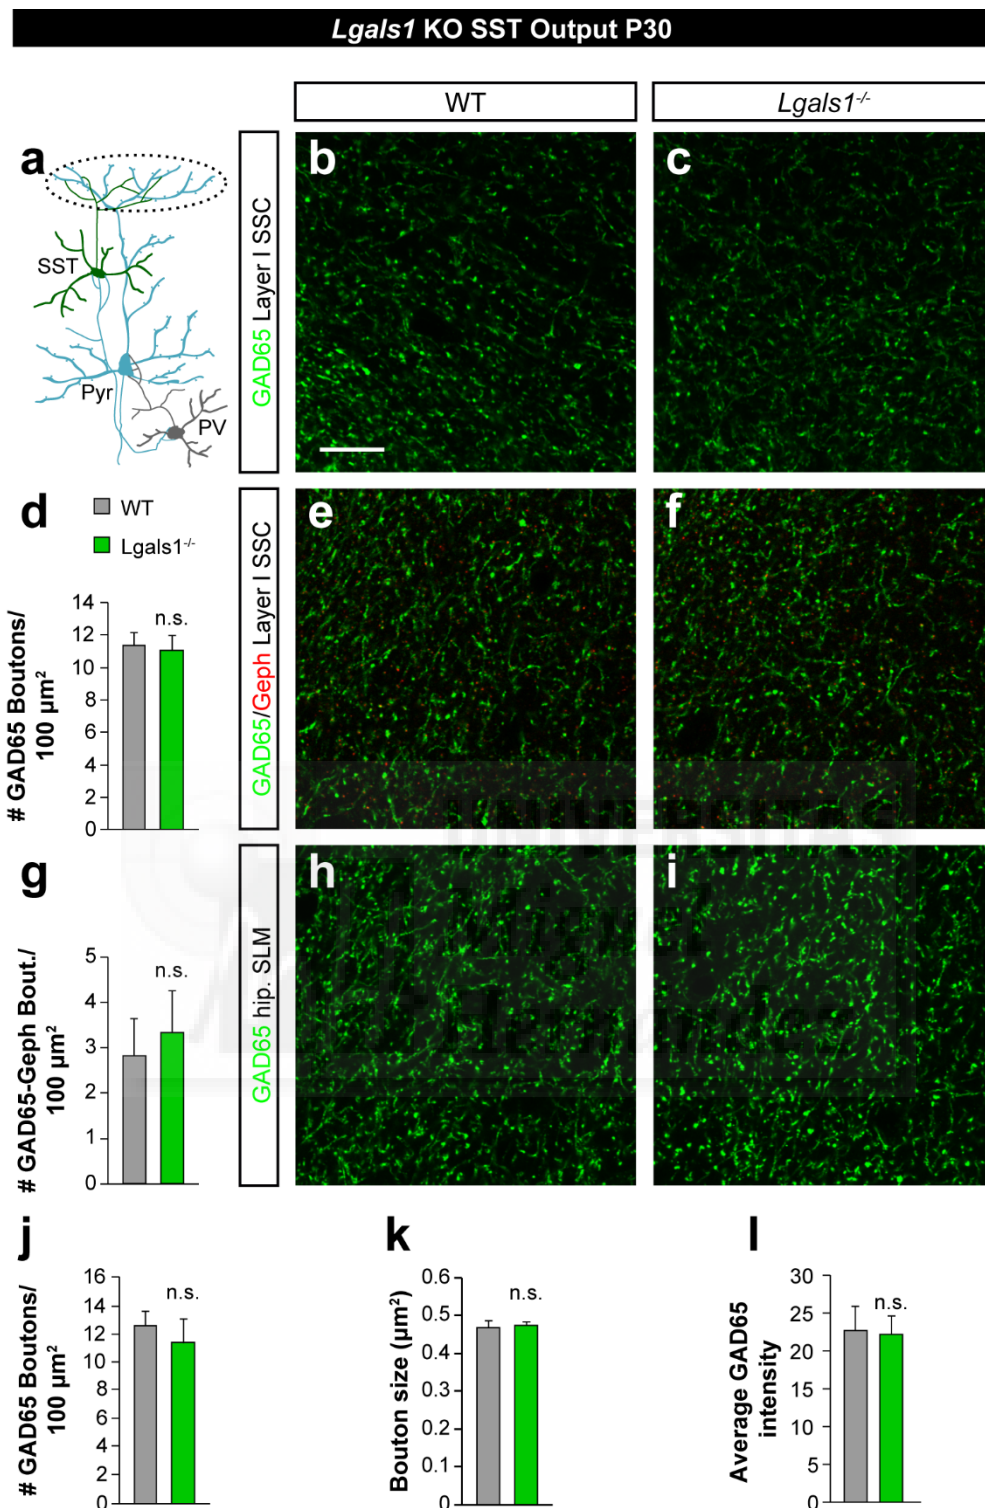 Lgals1 KO SST Output P30
WT
Lgals1-/-
a
SST
Pyr
PV
GAD65 Layer I SSC
b
c
d
WT
Lgals1-/-
# GAD65 Boutons/
100 µm²
14
12
10
8
6
4
2
0
n.s.
GAD65/Geph Layer I SSC
e
f
g
# GAD65-Geph Bout./
100 µm²
5
4
3
2
1
0
n.s.
GAD65 hip. SLM
h
i
UNIVERSITAS
Miguel
Hernández
j
# GAD65 Boutons/
100 µm²
16
14
12
10
8
6
4
2
0
n.s.
k
Bouton size (µm²)
0.6
0.5
0.4
0.3
0.2
0.1
0
n.s.
l
Average GAD65
intensity
30
25
20
15
10
5
0
n.s.